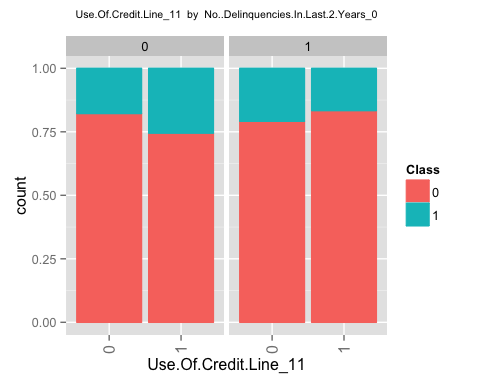 Use.Of.Credit.Line_11 by No..Delinquencies.In.Last.2.Years_0
0 1
1.00
0.75
0.50
0.25
0.00
count
0 1 0 1
Use.Of.Credit.Line_11
Class
0
1